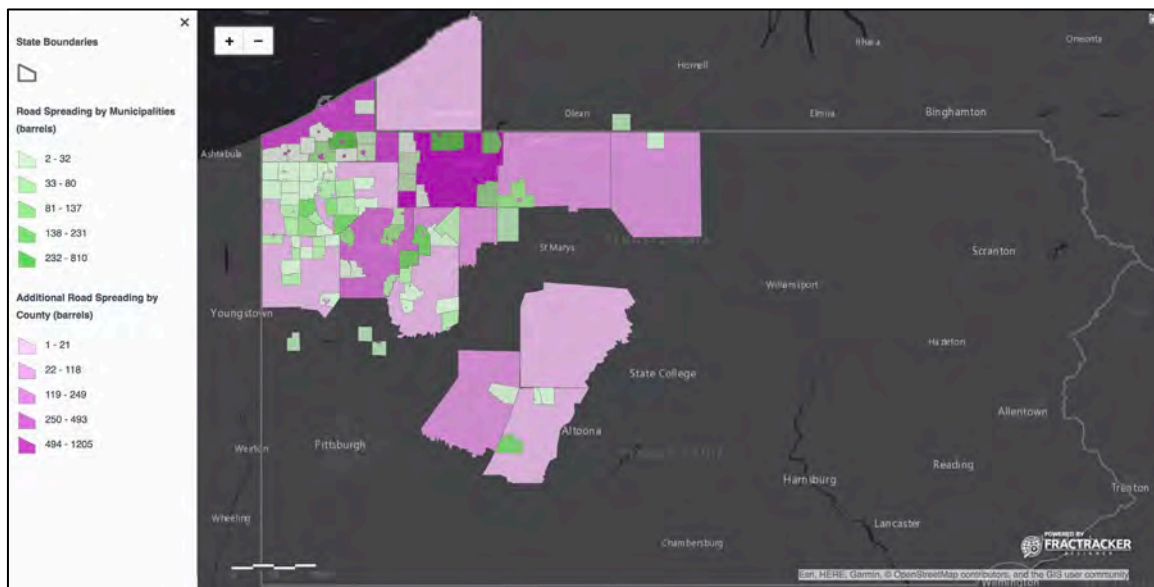 State Boundaries
Road Spreading by Municipalities
(barrels)
2 - 32
33 - 80
81 - 137
138 - 231
232 - 810
Additional Road Spreading by
County (barrels)
1 - 21
22 - 118
119 - 249
250 - 493
494 - 1205
+ −
Ithaca
Oneonta
Hornell
Olean
Elmira
Binghamton
Ashtabula
St Marys
Scranton
Williamsport
Youngstown
Hazleton
State College
Allentown
Altoona
Pittsburgh
Weirton
Reading
Harrisburg
Trenton
Wheeling
Lancaster
Chambersburg
POWERED BY
FRACTRACKER
Esri, HERE, Garmin, © OpenStreetMap contributors, and the GIS user community
Wilmington